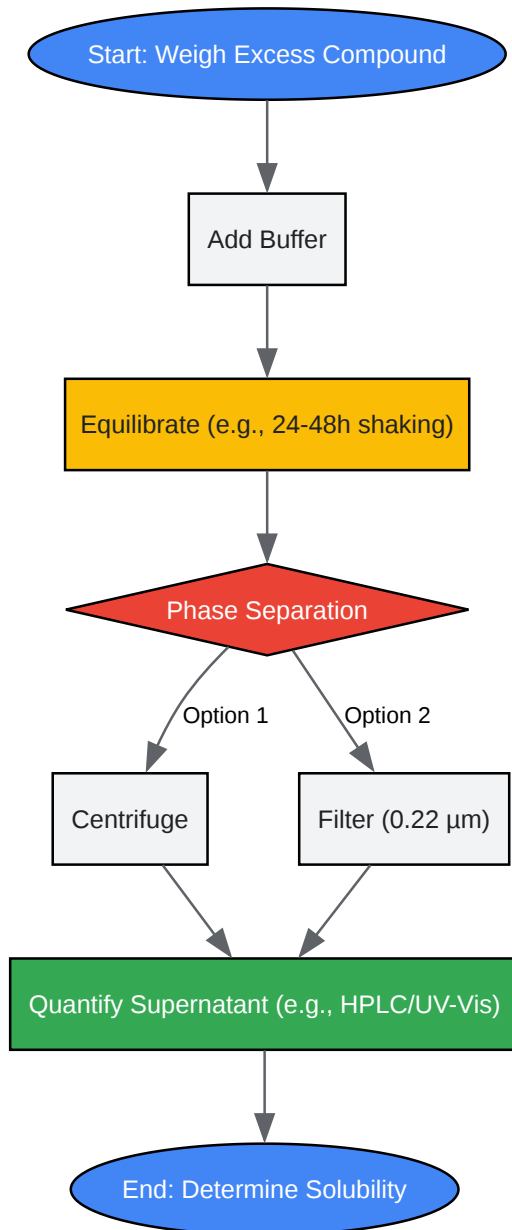 Start: Weigh Excess Compound
Add Buffer
Equilibrate (e.g., 24-48h shaking)
Phase Separation
Option 1
Option 2
Centrifuge
Filter (0.22 µm)
Quantify Supernatant (e.g., HPLC/UV-Vis)
End: Determine Solubility